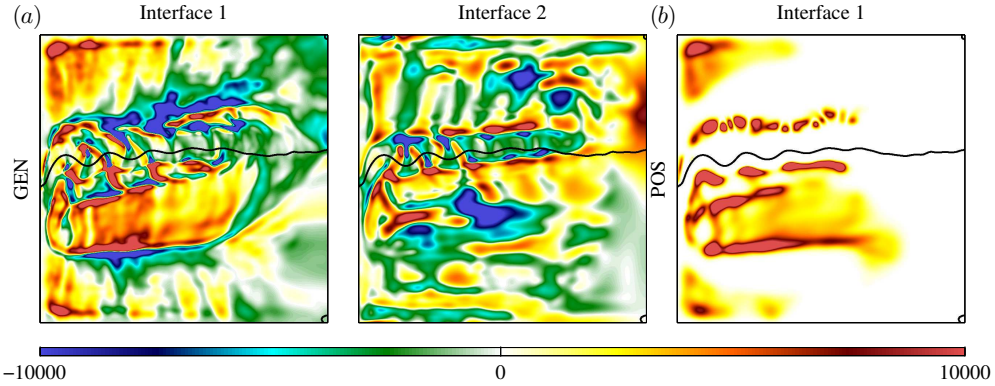 (a) Interface 1 Interface 2 (b) Interface 1
GEN POS
−10000 0 10000